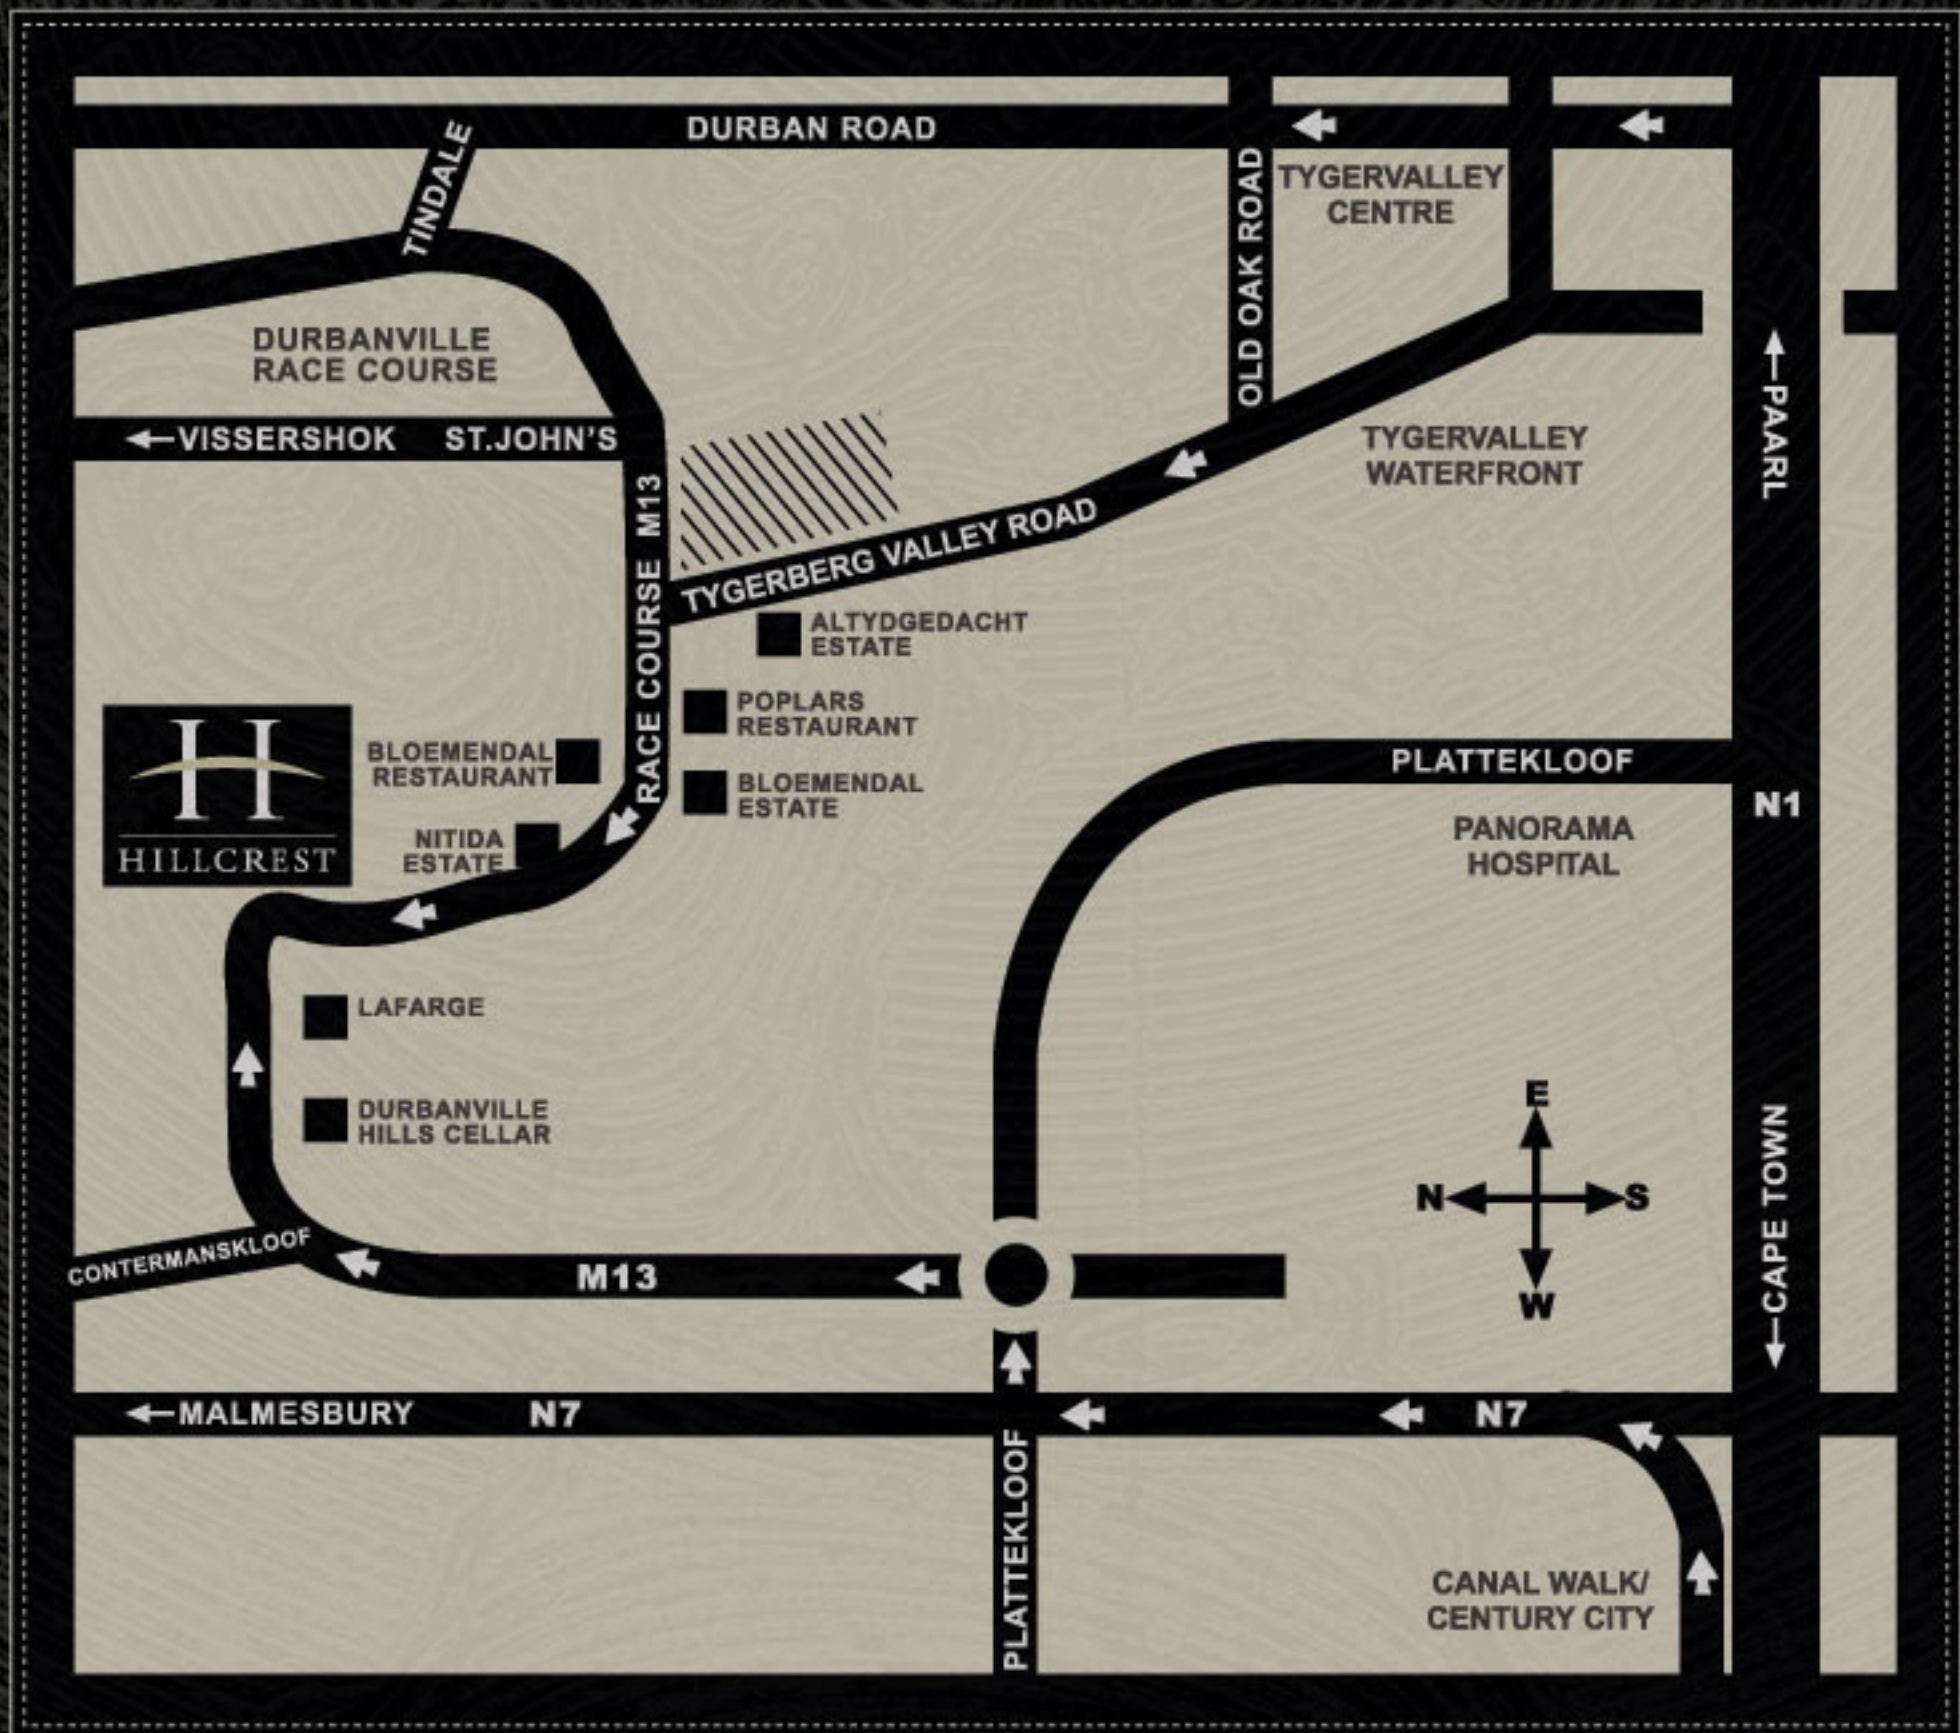 DURBAN ROAD
TINDALE
OLD OAK ROAD
TYGERVALLEY
CENTRE
DURBANVILLE
RACE COURSE
←PAARL
←VISSERSHOK ST.JOHN'S
TYGERVALLEY
WATERFRONT
RACE COURSE M13
TYGERBERG VALLEY ROAD
ALTYDGEDACHT
ESTATE
POPLARS
RESTAURANT
H
HILLCREST
BLOEMENDAL
RESTAURANT
BLOEMENDAL
ESTATE
NITIDA
ESTATE
PLATTEKLOOF
N1
PANORAMA
HOSPITAL
LAFARGE
DURBANVILLE
HILLS CELLAR
E
N
S
W
←CAPE TOWN
CONTERMANSKLOOF
M13
←MALMESBURY N7
N7
PLATTEKLOOF
CANAL WALK/
CENTURY CITY